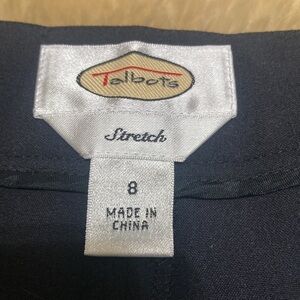 Talbots
Stretch
8
MADE IN
CHINA